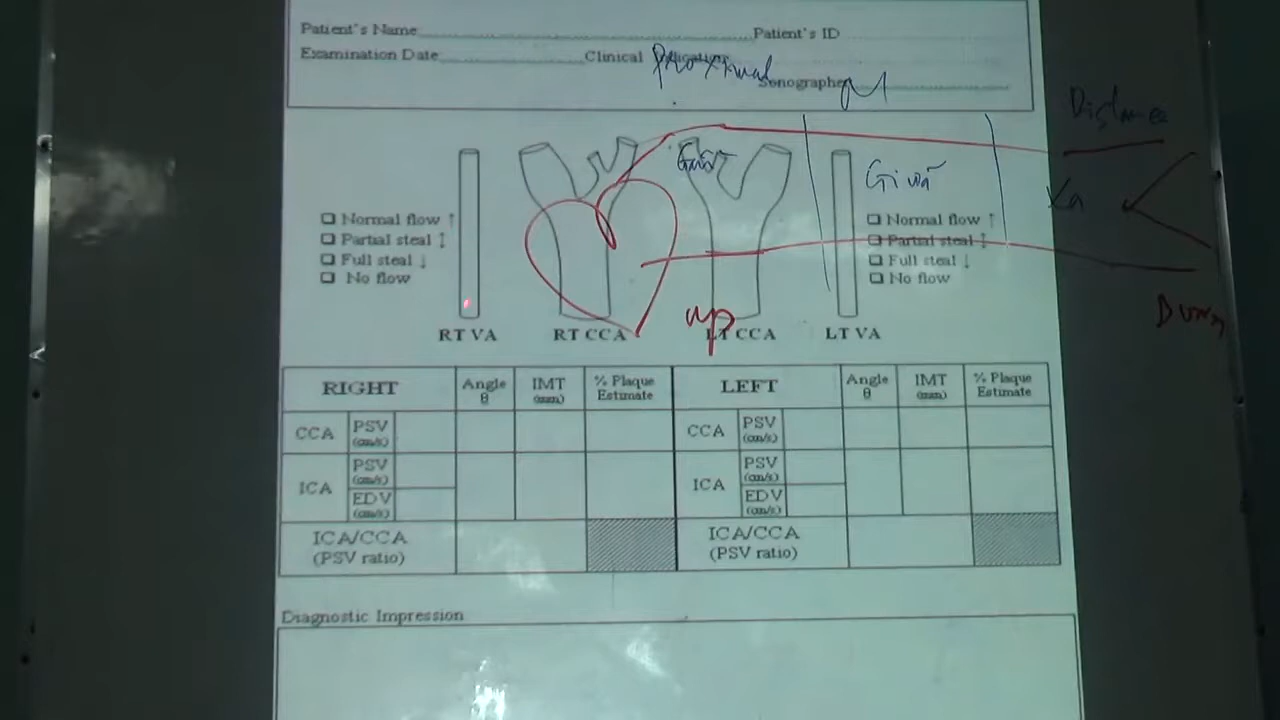 Patient's Name
Patient's ID
Examination Date
Clinical
Proximal
Sonographer
Distance
Giữa
Xa
☐ Normal flow ↑
☐ Partial steal ↕
☐ Full steal ↓
☐ No flow
☐ Normal flow ↑
☐ Partial steal ↕
☐ Full steal ↓
☐ No flow
up
RT VA
RT CCA
LT CCA
LT VA
RIGHT
Angle θ
IMT (mm)
% Plaque Estimate
LEFT
Angle θ
IMT (mm)
% Plaque Estimate
CCA
PSV (cm/s)
CCA
PSV (cm/s)
ICA
PSV (cm/s)
EDV (cm/s)
ICA
PSV (cm/s)
EDV (cm/s)
ICA/CCA
(PSV ratio)
ICA/CCA
(PSV ratio)
Diagnostic Impression